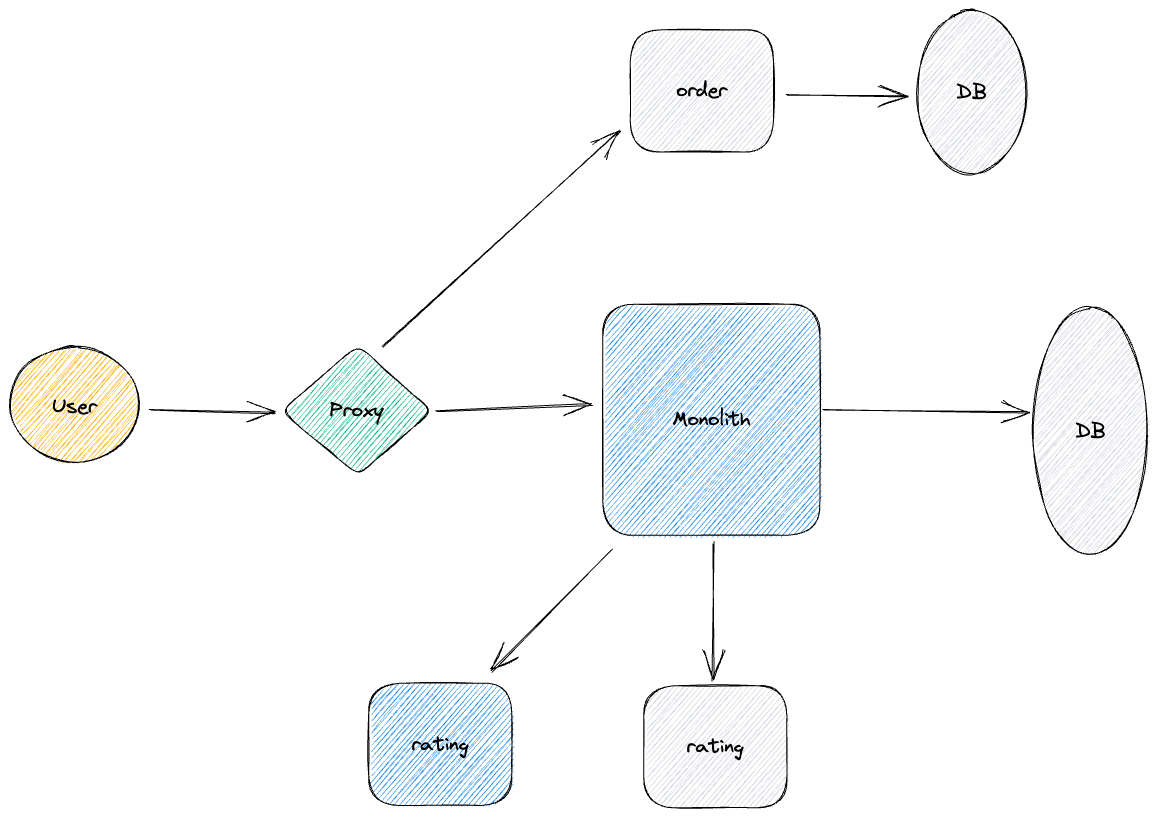 order
DB
User
Proxy
Monolith
DB
rating
rating